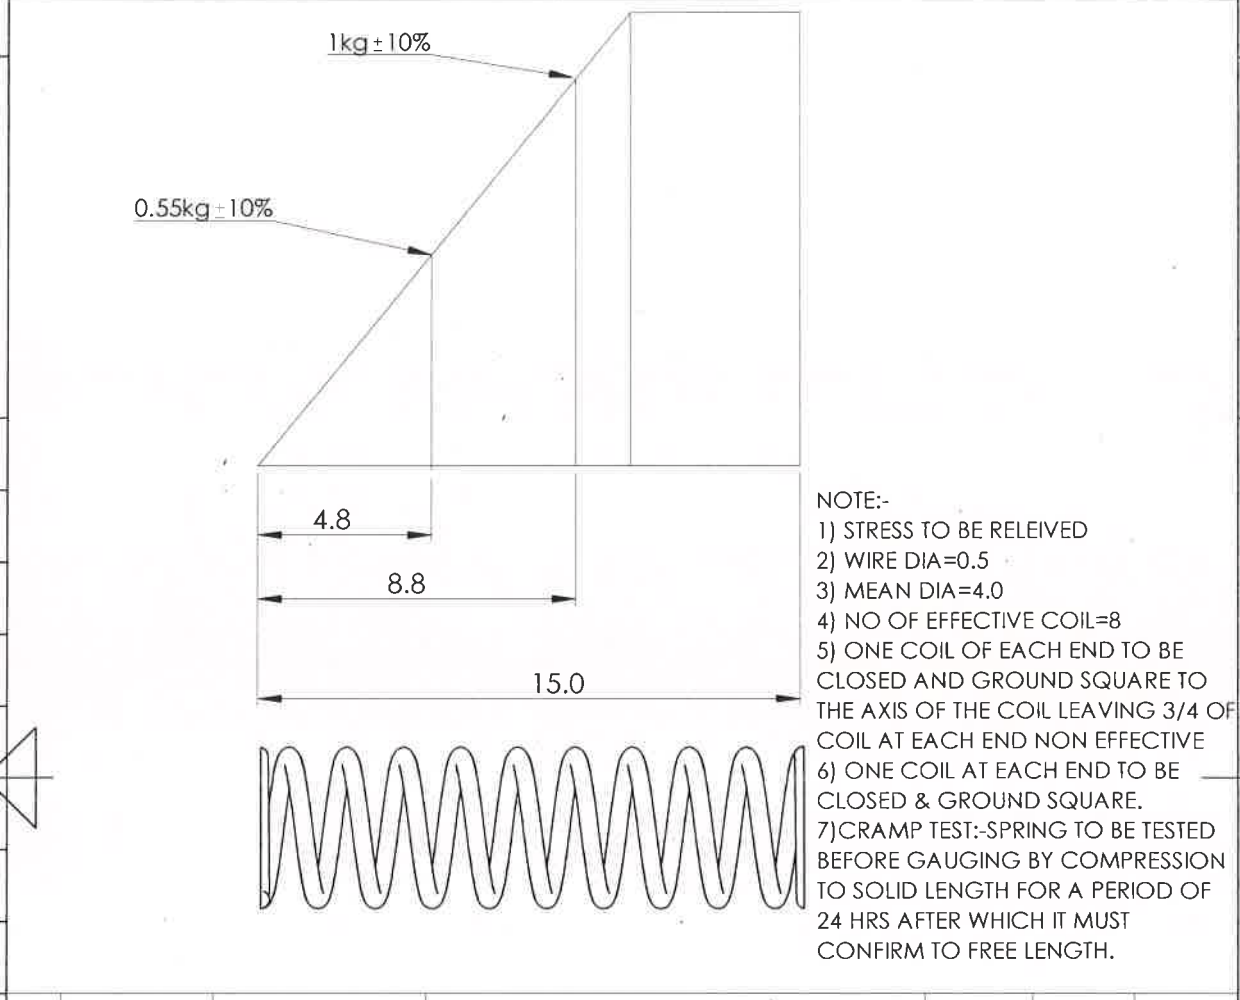 1kg±10%
0.55kg±10%
4.8
8.8
15.0
NOTE:-
1) STRESS TO BE RELEIVED
2) WIRE DIA=0.5
3) MEAN DIA=4.0
4) NO OF EFFECTIVE COIL=8
5) ONE COIL OF EACH END TO BE
CLOSED AND GROUND SQUARE TO
THE AXIS OF THE COIL LEAVING 3/4 OF
COIL AT EACH END NON EFFECTIVE
6) ONE COIL AT EACH END TO BE
CLOSED & GROUND SQUARE.
7)CRAMP TEST:-SPRING TO BE TESTED
BEFORE GAUGING BY COMPRESSION
TO SOLID LENGTH FOR A PERIOD OF
24 HRS AFTER WHICH IT MUST
CONFIRM TO FREE LENGTH.